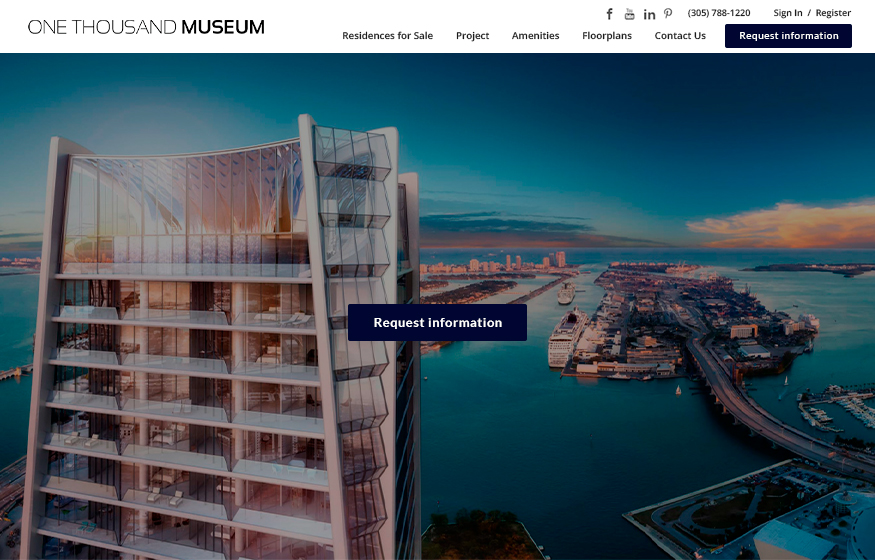 (305) 788-1220 Sign In / Register
ONE THOUSAND MUSEUM
Residences for Sale Project Amenities Floorplans Contact Us Request information
Request information